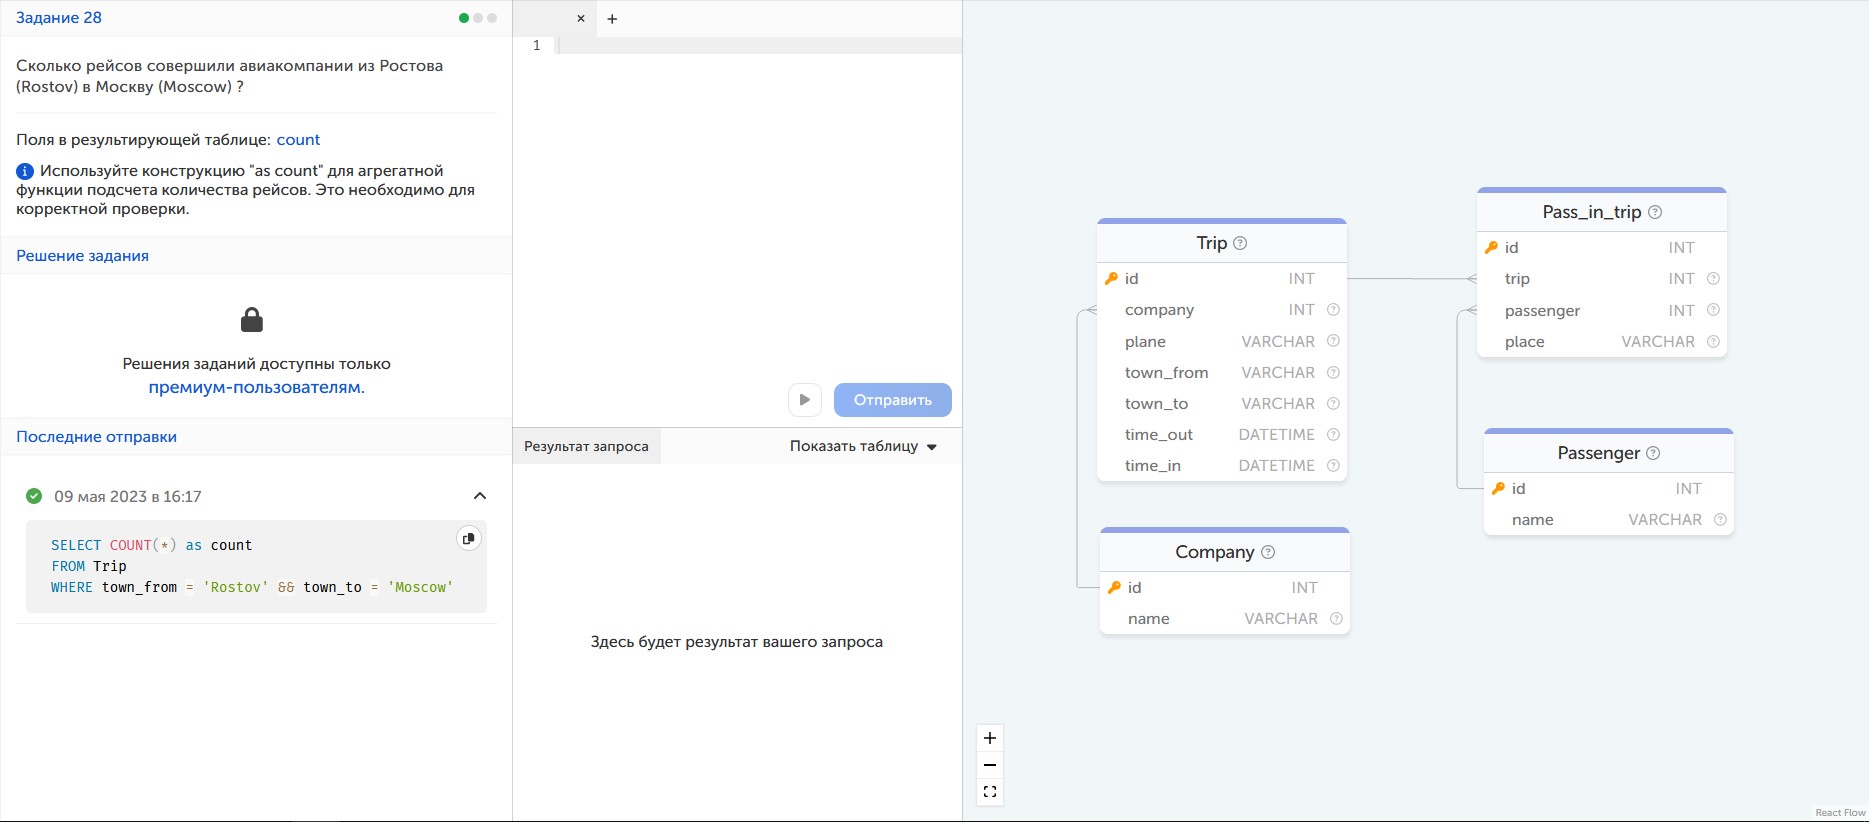 Задание 28
Сколько рейсов совершили авиакомпании из Ростова
(Rostov) в Москву (Moscow) ?
Поля в результирующей таблице: count
Используйте конструкцию "as count" для агрегатной
функции подсчета количества рейсов. Это необходимо для
корректной проверки.
Решение задания
Решения заданий доступны только
премиум-пользователям.
Последние отправки
09 мая 2023 в 16:17
SELECT COUNT(*) as count
FROM Trip
WHERE town_from = 'Rostov' && town_to = 'Moscow'
1
Отправить
Результат запроса
Показать таблицу
Здесь будет результат вашего запроса
Trip
id INT
company INT
plane VARCHAR
town_from VARCHAR
town_to VARCHAR
time_out DATETIME
time_in DATETIME
Company
id INT
name VARCHAR
Pass_in_trip
id INT
trip INT
passenger INT
place VARCHAR
Passenger
id INT
name VARCHAR
React Flow